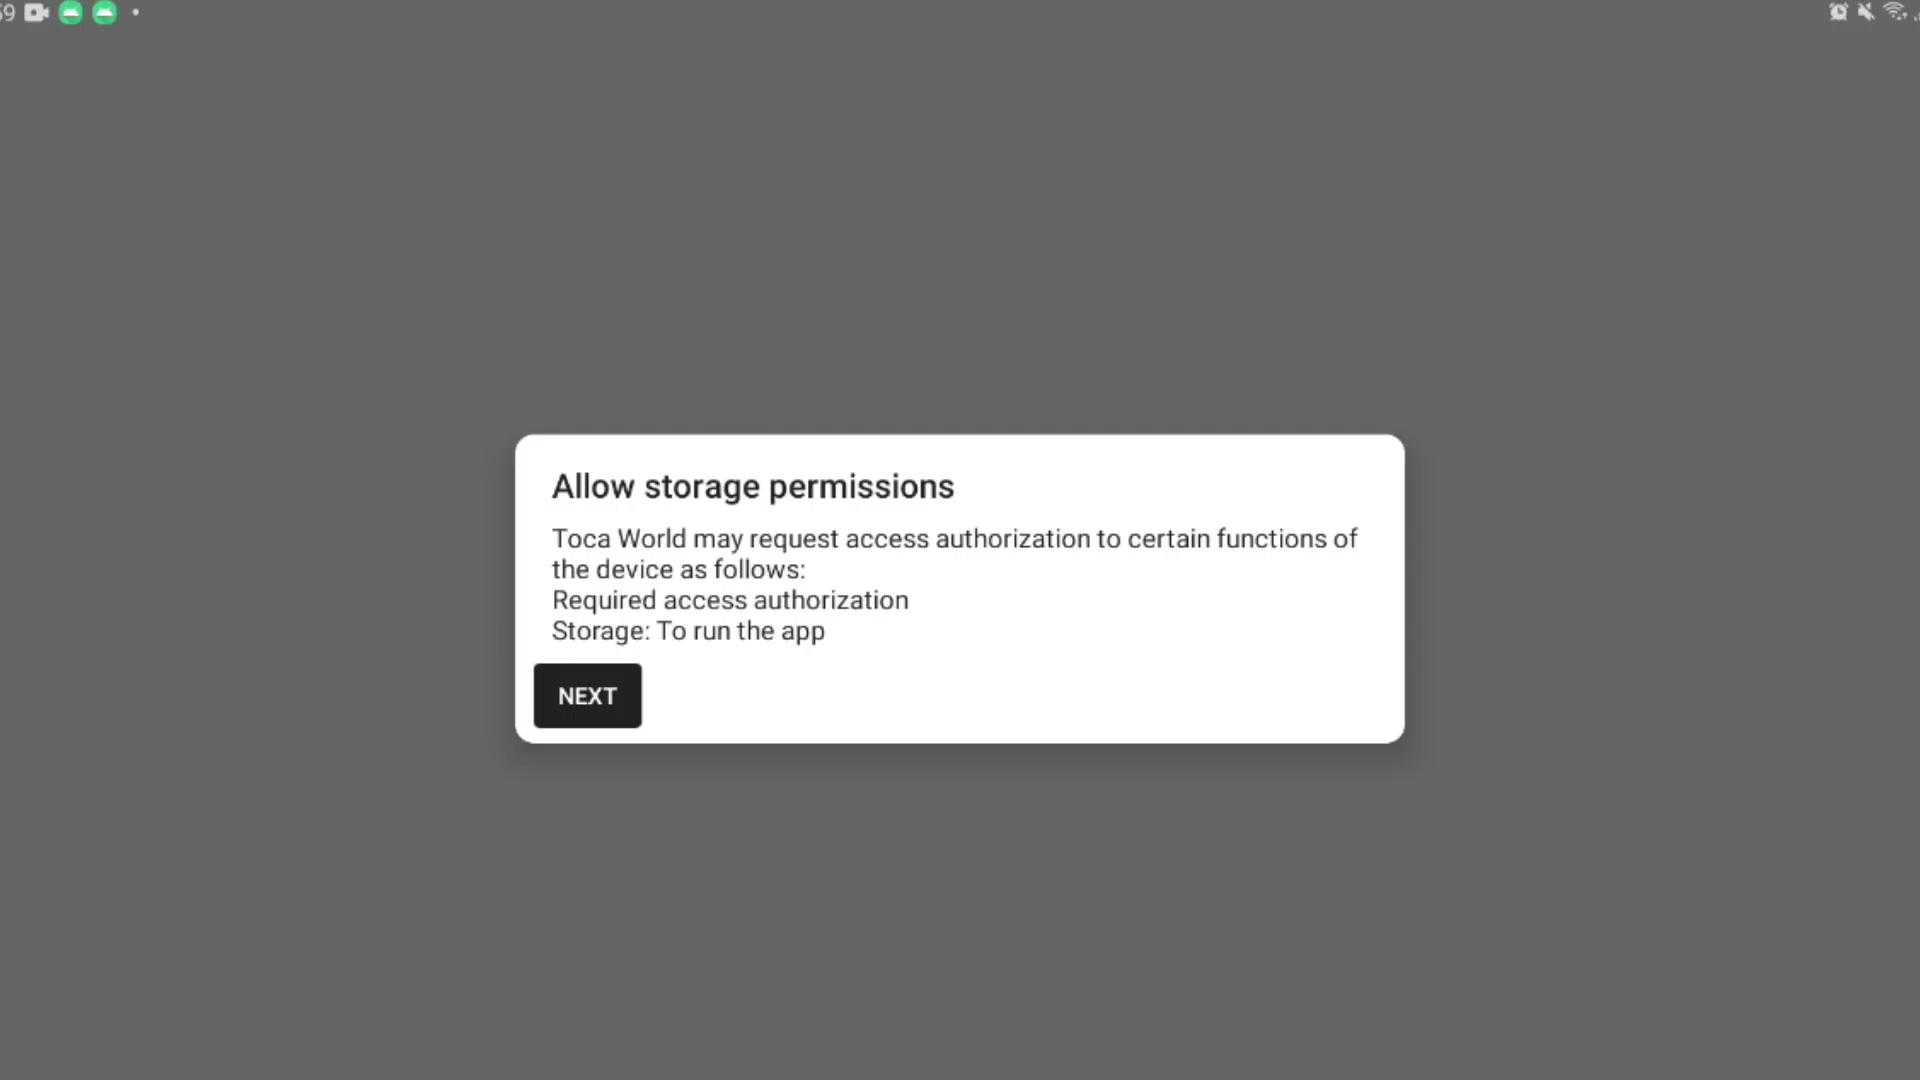 59
Allow storage permissions
Toca World may request access authorization to certain functions of
the device as follows:
Required access authorization
Storage: To run the app
NEXT